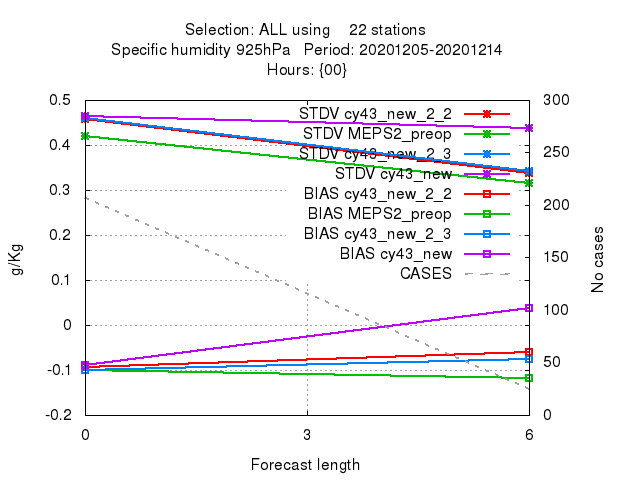 Selection: ALL using 22 stations
Specific humidity 925hPa Period: 20201205-20201214
Hours: {00}
0.5
0.4
0.3
0.2
0.1
0
-0.1
-0.2
g/Kg
STDV cy43_new_2_2
STDV MEPS2_preop
STDV cy43_new_2_3
STDV cy43_new
BIAS cy43_new_2_2
BIAS MEPS2_preop
BIAS cy43_new_2_3
BIAS cy43_new
CASES
300
250
200
150
100
50
0
No cases
0 3 6
Forecast length